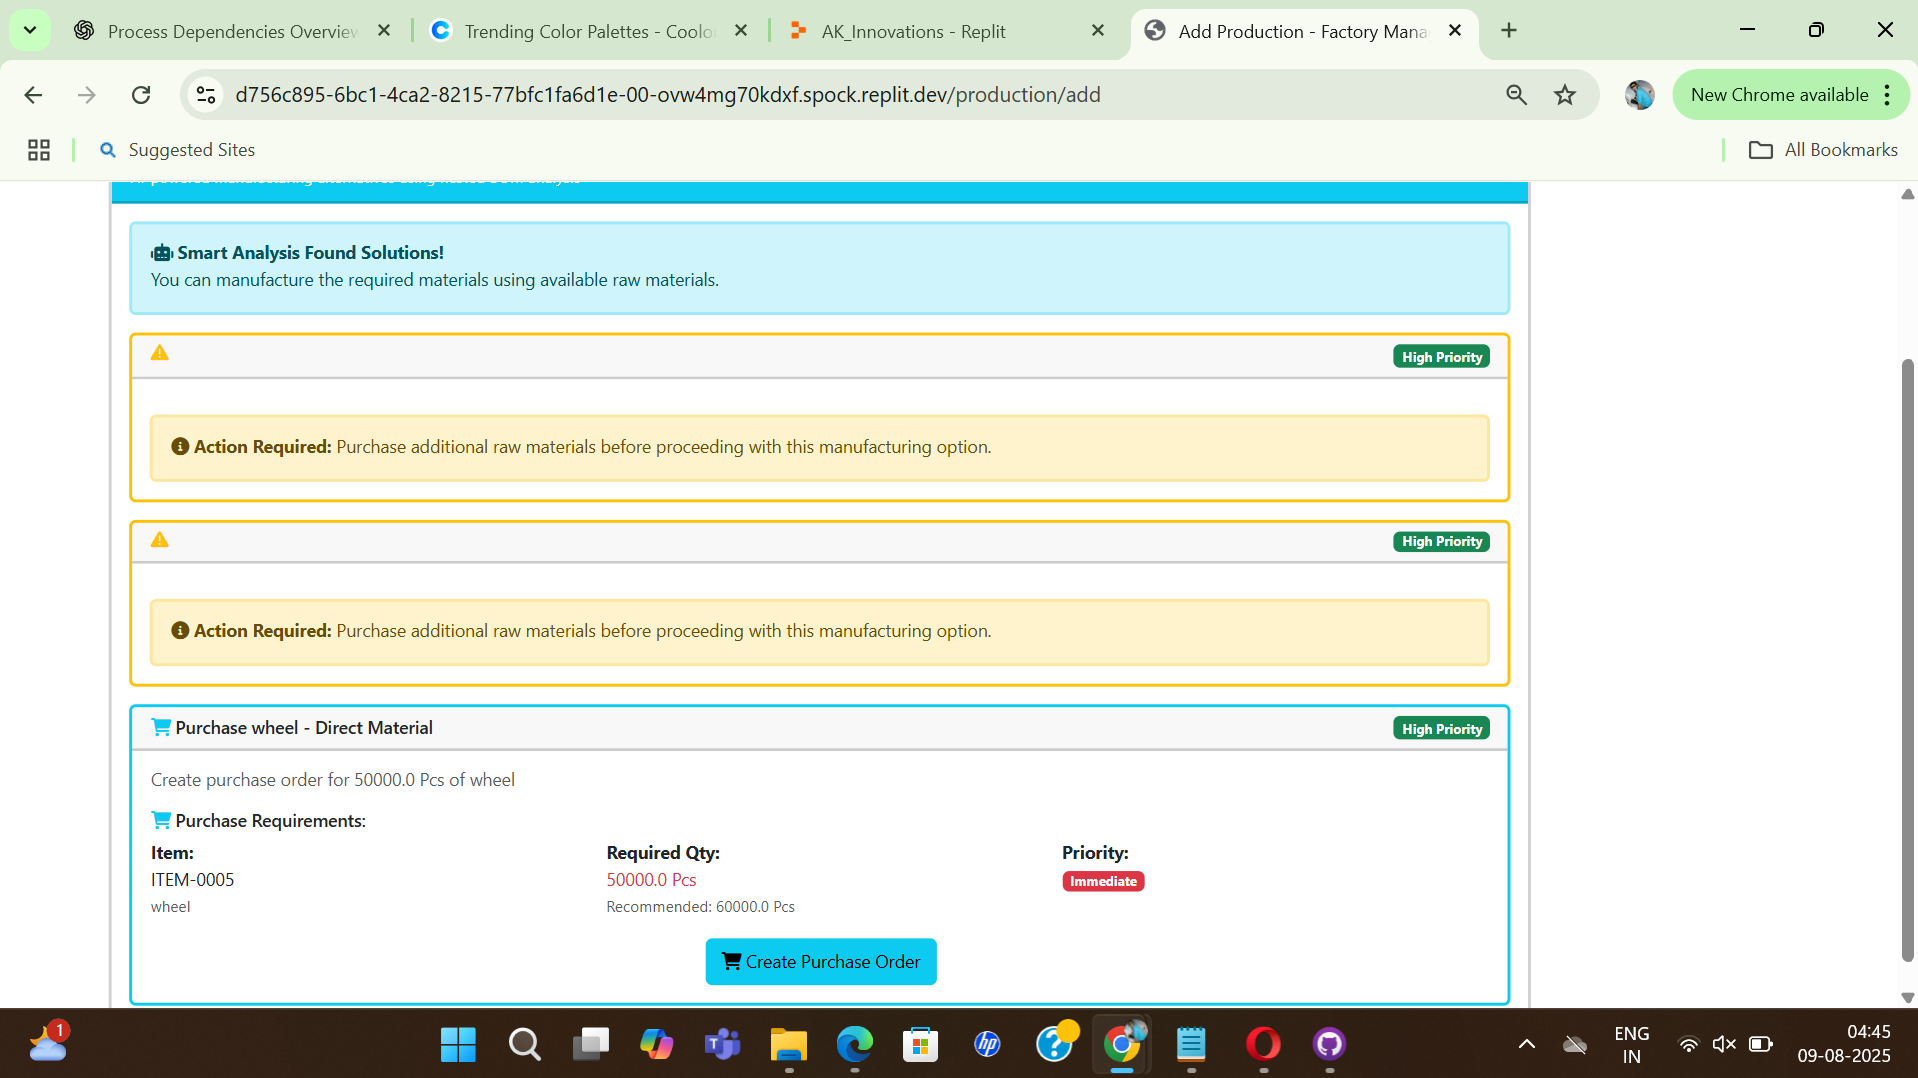 Process Dependencies Overview
Trending Color Palettes - Coolo
AK_Innovations - Replit
Add Production - Factory Mana
d756c895-6bc1-4ca2-8215-77bfc1fa6d1e-00-ovw4mg70kdxf.spock.replit.dev/production/add
New Chrome available
Suggested Sites
All Bookmarks
Smart Analysis Found Solutions!
You can manufacture the required materials using available raw materials.
High Priority
Action Required: Purchase additional raw materials before proceeding with this manufacturing option.
High Priority
Action Required: Purchase additional raw materials before proceeding with this manufacturing option.
Purchase wheel - Direct Material
High Priority
Create purchase order for 50000.0 Pcs of wheel
Purchase Requirements:
Item:
Required Qty:
Priority:
ITEM-0005
50000.0 Pcs
Immediate
wheel
Recommended: 60000.0 Pcs
Create Purchase Order
1
hp
ENG
IN
04:45
09-08-2025